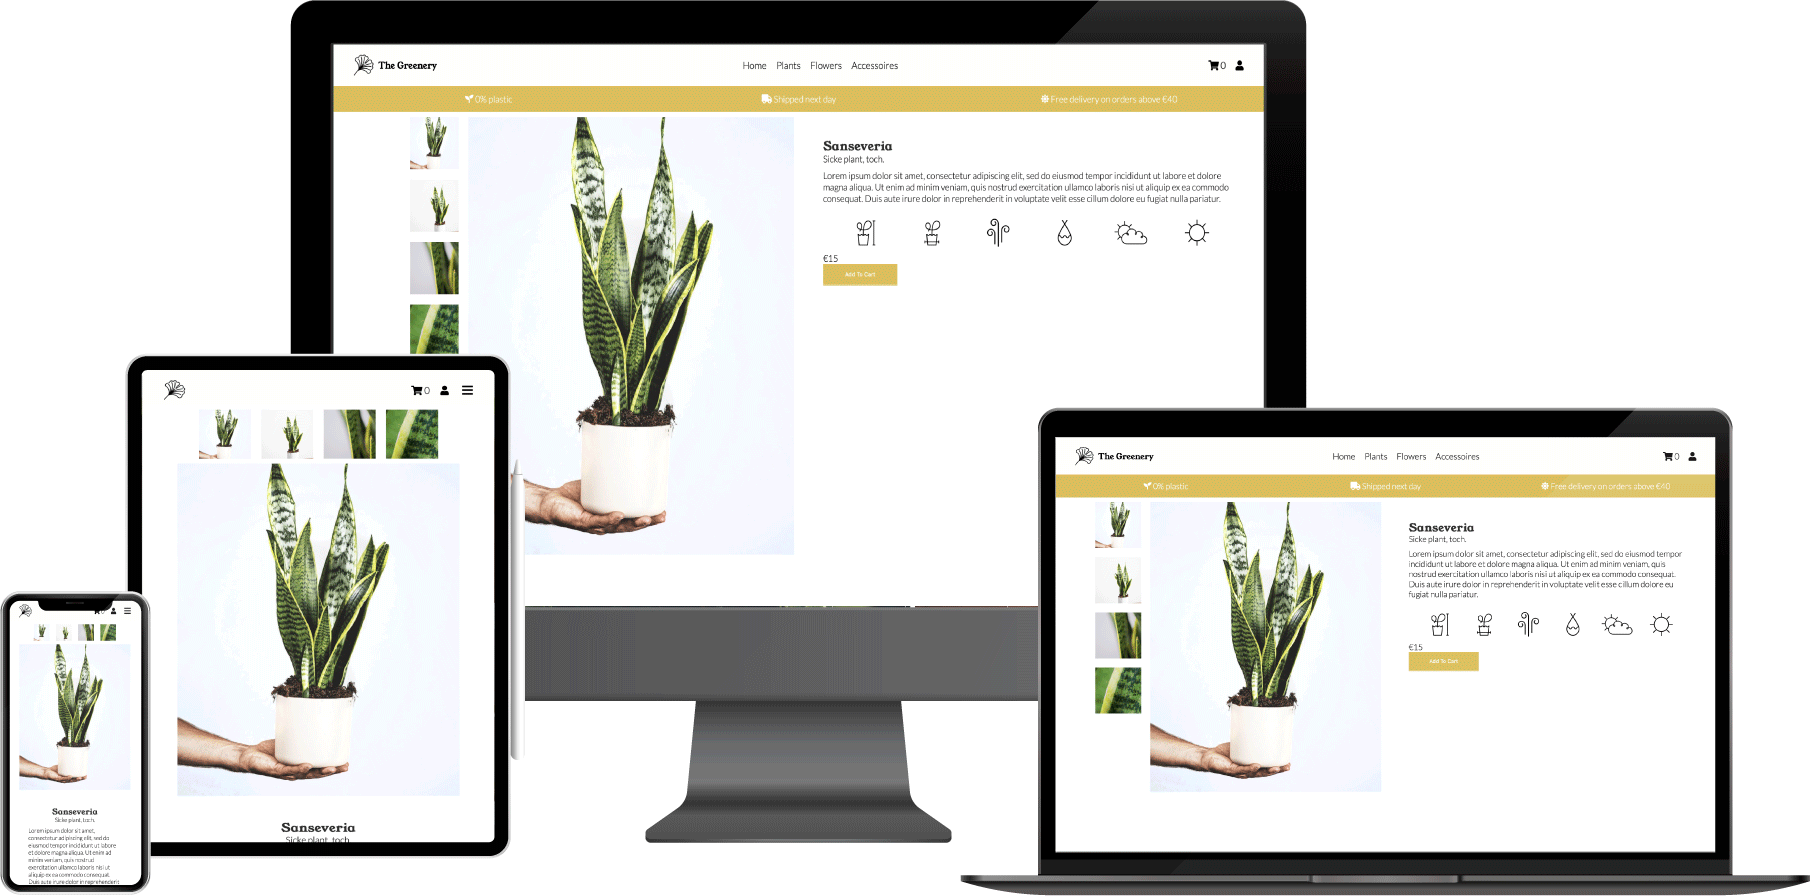 The Greenery
Home Plants Flowers Accessoires
0
0% plastic
Shipped next day
Free delivery on orders above €40
Sanseveria
Sicke plant, toch.
Lorem ipsum dolor sit amet, consectetur adipiscing elit, sed do eiusmod tempor incididunt ut labore et dolore
magna aliqua. Ut enim ad minim veniam, quis nostrud exercitation ullamco laboris nisi ut aliquip ex ea commodo
consequat. Duis aute irure dolor in reprehenderit in voluptate velit esse cillum dolore eu fugiat nulla pariatur.
€15
Add To Cart
0
Sanseveria
Sicke plant, toch.
Sanseveria
Sicke plant, toch.
Lorem ipsum dolor sit amet,
consectetur adipiscing elit, sed do
eiusmod tempor incididunt ut labore
et dolore magna aliqua. Ut enim ad
minim veniam, quis nostrud
exercitation ullamco laboris nisi ut
aliquip ex ea commodo consequat.
Duis aute irure dolor in reprehenderit
The Greenery
Home Plants Flowers Accessoires
0
0% plastic
Shipped next day
Free delivery on orders above €40
Sanseveria
Sicke plant, toch.
Lorem ipsum dolor sit amet, consectetur adipiscing elit, sed do eiusmod tempor
incididunt ut labore et dolore magna aliqua. Ut enim ad minim veniam, quis
nostrud exercitation ullamco laboris nisi ut aliquip ex ea commodo consequat.
Duis aute irure dolor in reprehenderit in voluptate velit esse cillum dolore eu
fugiat nulla pariatur.
€15
Add To Cart